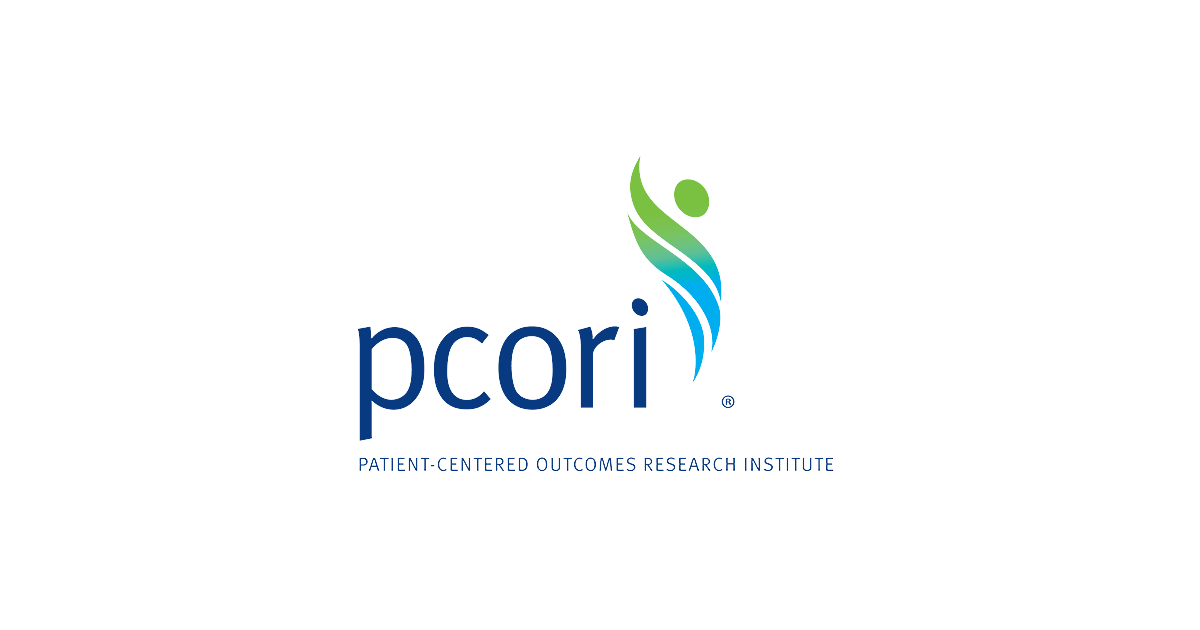 pcori®
PATIENT-CENTERED OUTCOMES RESEARCH INSTITUTE